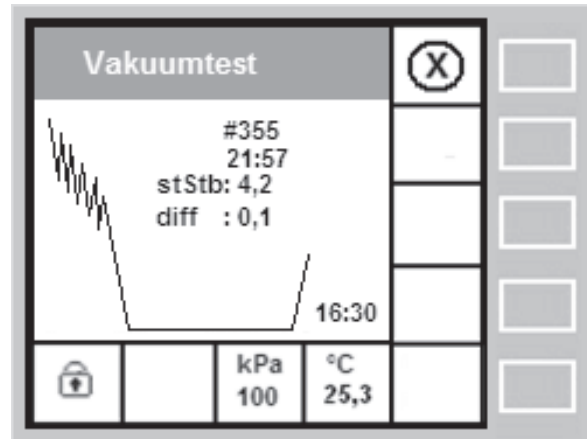 Vakuumtest
X
#355
21:57
stStb: 4,2
diff : 0,1
16:30
kPa
100
°C
25,3